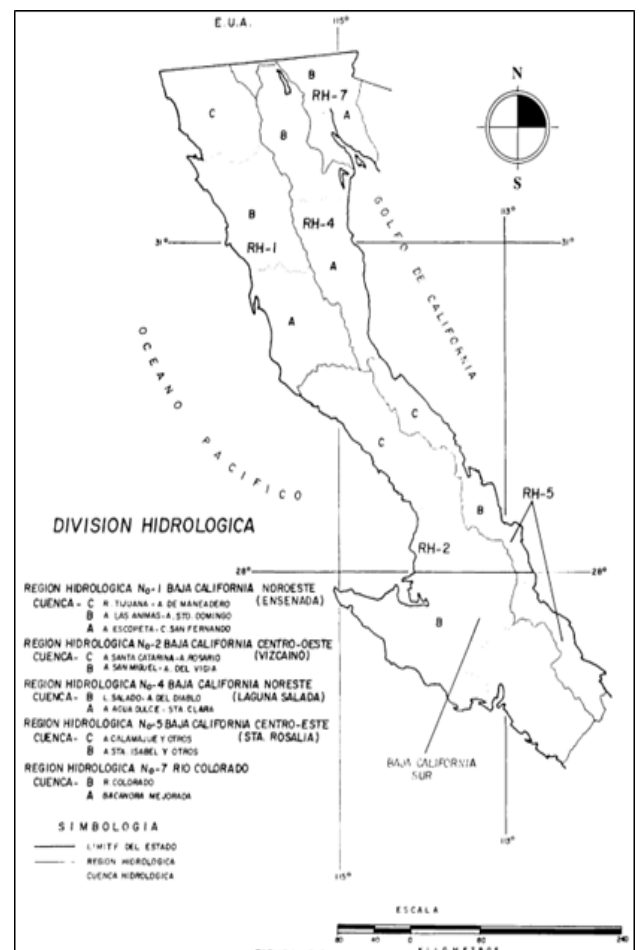 E.U.A.
115°
B
RH-7
C
A
B
N
S
GOLFO DE CALIFORNIA
113°
B
RH-4
31°
RH-1
31°
A
A
OCEANO PACIFICO
C
C
RH-5
B
DIVISION HIDROLOGICA
RH-2
28°
28°
REGION HIDROLOGICA No-1 BAJA CALIFORNIA NOROESTE
CUENCA- C R. TIJUANA-A. DE MANEADERO (ENSENADA)
B A. LAS ANIMAS-A. STO. DOMINGO
A A. ESCOPETA-C. SAN FERNANDO
B
REGION HIDROLOGICA No-2 BAJA CALIFORNIA CENTRO-OESTE
CUENCA- C A. SANTA CATARINA-A. ROSARIO (VIZCAINO)
B A. SAN MIGUEL-A. DEL VIGIA
REGION HIDROLOGICA No-4 BAJA CALIFORNIA NORESTE
CUENCA- B L. SALADO-A. DEL DIABLO (LAGUNA SALADA)
A A. AGUA DULCE-STA. CLARA
REGION HIDROLOGICA No-5 BAJA CALIFORNIA CENTRO-ESTE
CUENCA- C A. CALAMAJUE Y OTROS (STA. ROSALIA)
B A. STA. ISABEL Y OTROS
BAJA CALIFORNIA
SUR
REGION HIDROLOGICA No-7 RIO COLORADO
CUENCA- B R. COLORADO
A BACANORA MEJORADA
SIMBOLOGIA
LIMITE DEL ESTADO
REGION HIDROLOGICA
CUENCA HIDROLOGICA
115°
ESCALA
80 40 0 80 240
KILOMETROS